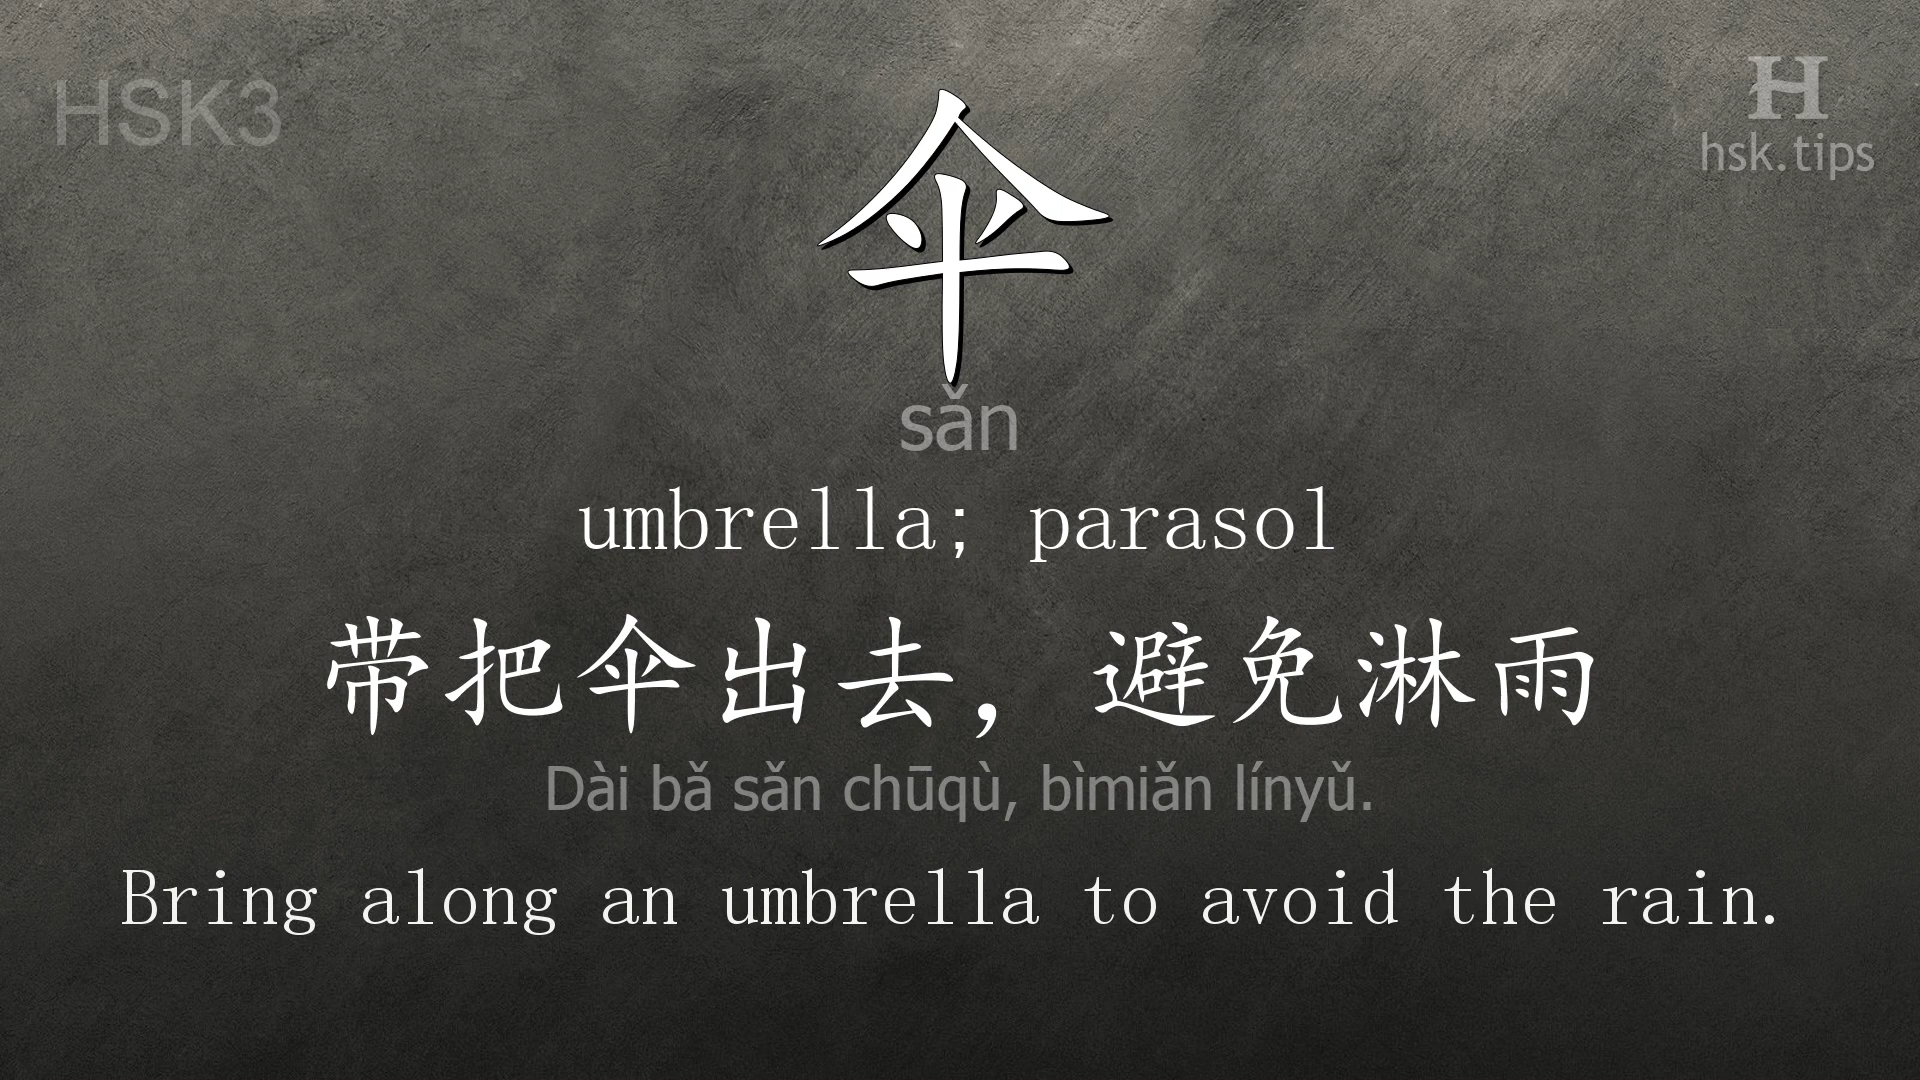 HSK3
H
hsk.tips
伞
sǎn
umbrella; parasol
带把伞出去，避免淋雨
Dài bǎ sǎn chūqù, bìmiǎn línyǔ.
Bring along an umbrella to avoid the rain.